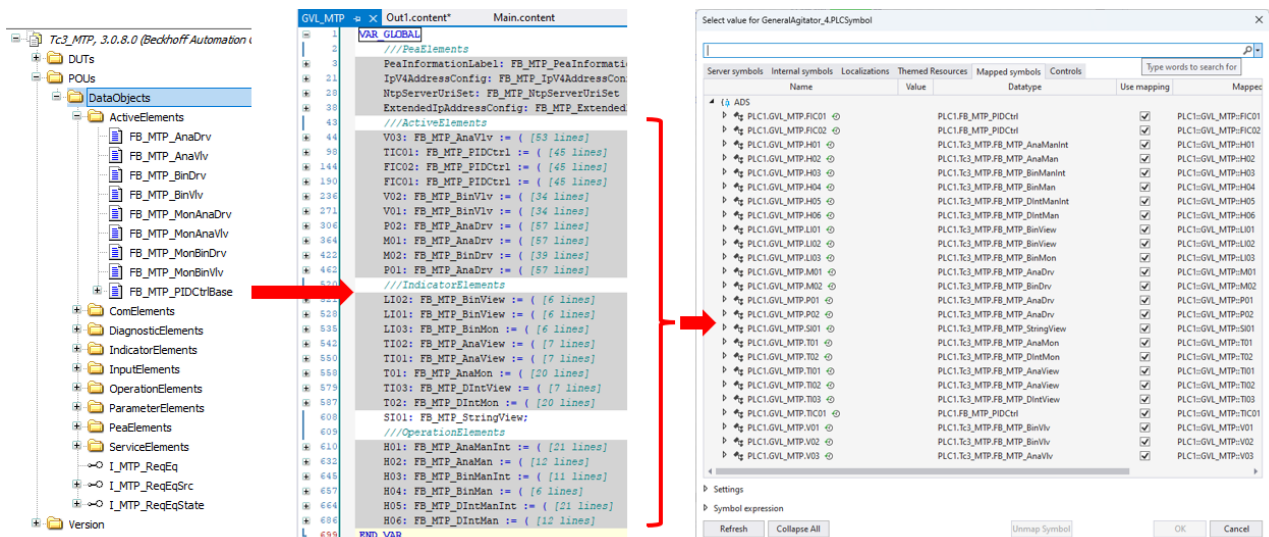 Tc3_MTP, 3.0.8.0 (Beckhoff Automation
DUTs
POUs
DataObjects
ActiveElements
FB_MTP_AnaDrv
FB_MTP_AnaVlv
FB_MTP_BinDrv
FB_MTP_BinVlv
FB_MTP_MonAnaDrv
FB_MTP_MonAnaVlv
FB_MTP_MonBinDrv
FB_MTP_MonBinVlv
FB_MTP_PIDCtrlBase
ComElements
DiagnosticElements
IndicatorElements
InputElements
OperationElements
ParameterElements
PeaElements
ServiceElements
I_MTP_ReqEq
I_MTP_ReqEqSrc
I_MTP_ReqEqState
Version
GVL_MTP Out1.content* Main.content
1 VAR_GLOBAL
2 ///PeaElements
3 PeaInformationLabel: FB_MTP_PeaInformati
21 IpV4AddressConfig: FB_MTP_IpV4AddressCon
28 NtpServerUriSet: FB_MTP_NtpServerUriSet
38 ExtendedIpAddressConfig: FB_MTP_Extended
43 ///ActiveElements
44 V03: FB_MTP_AnaVlv := ( [53 lines]
98 TIC01: FB_MTP_PIDCtrl := ( [45 lines]
144 FIC02: FB_MTP_PIDCtrl := ( [45 lines]
190 FIC01: FB_MTP_PIDCtrl := ( [45 lines]
236 V02: FB_MTP_BinVlv := ( [34 lines]
271 V01: FB_MTP_BinVlv := ( [34 lines]
306 P02: FB_MTP_AnaDrv := ( [57 lines]
364 M01: FB_MTP_AnaDrv := ( [57 lines]
422 M02: FB_MTP_BinDrv := ( [39 lines]
462 P01: FB_MTP_AnaDrv := ( [57 lines]
520 ///IndicatorElements
521 LI02: FB_MTP_BinView := ( [6 lines]
528 LI01: FB_MTP_BinView := ( [6 lines]
535 LI03: FB_MTP_BinMon := ( [6 lines]
542 TI02: FB_MTP_AnaView := ( [7 lines]
550 TI01: FB_MTP_AnaView := ( [7 lines]
558 T01: FB_MTP_AnaMon := ( [20 lines]
579 TI03: FB_MTP_DIntView := ( [7 lines]
587 T02: FB_MTP_DIntMon := ( [20 lines]
608 SI01: FB_MTP_StringView;
609 ///OperationElements
610 H01: FB_MTP_AnaManInt := ( [21 lines]
632 H02: FB_MTP_AnaMan := ( [12 lines]
645 H03: FB_MTP_BinManInt := ( [11 lines]
657 H04: FB_MTP_BinMan := ( [6 lines]
664 H05: FB_MTP_DIntManInt := ( [21 lines]
686 H06: FB_MTP_DIntMan := ( [12 lines]
699 END_VAR
Select value for GeneralAgitator_4.PLCSymbol
Server symbols Internal symbols Localizations Themed Resources Mapped symbols Controls Type words to search for
Name Value Datatype Use mapping Mapped
ADS
PLC1.GVL_MTP.FIC01 PLC1.FB_MTP_PIDCtrl PLC1::GVL_MTP::FIC01
PLC1.GVL_MTP.FIC02 PLC1.FB_MTP_PIDCtrl PLC1::GVL_MTP::FIC02
PLC1.GVL_MTP.H01 PLC1.Tc3_MTP.FB_MTP_AnaManInt PLC1::GVL_MTP::H01
PLC1.GVL_MTP.H02 PLC1.Tc3_MTP.FB_MTP_AnaMan PLC1::GVL_MTP::H02
PLC1.GVL_MTP.H03 PLC1.Tc3_MTP.FB_MTP_BinManInt PLC1::GVL_MTP::H03
PLC1.GVL_MTP.H04 PLC1.Tc3_MTP.FB_MTP_BinMan PLC1::GVL_MTP::H04
PLC1.GVL_MTP.H05 PLC1.Tc3_MTP.FB_MTP_DIntManInt PLC1::GVL_MTP::H05
PLC1.GVL_MTP.H06 PLC1.Tc3_MTP.FB_MTP_DIntMan PLC1::GVL_MTP::H06
PLC1.GVL_MTP.LI01 PLC1.Tc3_MTP.FB_MTP_BinView PLC1::GVL_MTP::LI01
PLC1.GVL_MTP.LI02 PLC1.Tc3_MTP.FB_MTP_BinView PLC1::GVL_MTP::LI02
PLC1.GVL_MTP.LI03 PLC1.Tc3_MTP.FB_MTP_BinMon PLC1::GVL_MTP::LI03
PLC1.GVL_MTP.M01 PLC1.Tc3_MTP.FB_MTP_AnaDrv PLC1::GVL_MTP::M01
PLC1.GVL_MTP.M02 PLC1.Tc3_MTP.FB_MTP_BinDrv PLC1::GVL_MTP::M02
PLC1.GVL_MTP.P01 PLC1.Tc3_MTP.FB_MTP_AnaDrv PLC1::GVL_MTP::P01
PLC1.GVL_MTP.P02 PLC1.Tc3_MTP.FB_MTP_AnaDrv PLC1::GVL_MTP::P02
PLC1.GVL_MTP.SI01 PLC1.Tc3_MTP.FB_MTP_StringView PLC1::GVL_MTP::SI01
PLC1.GVL_MTP.T01 PLC1.Tc3_MTP.FB_MTP_AnaMon PLC1::GVL_MTP::T01
PLC1.GVL_MTP.T02 PLC1.Tc3_MTP.FB_MTP_DIntMon PLC1::GVL_MTP::T02
PLC1.GVL_MTP.TI01 PLC1.Tc3_MTP.FB_MTP_AnaView PLC1::GVL_MTP::TI01
PLC1.GVL_MTP.TI02 PLC1.Tc3_MTP.FB_MTP_AnaView PLC1::GVL_MTP::TI02
PLC1.GVL_MTP.TI03 PLC1.Tc3_MTP.FB_MTP_DIntView PLC1::GVL_MTP::TI03
PLC1.GVL_MTP.TIC01 PLC1.FB_MTP_PIDCtrl PLC1::GVL_MTP::TIC01
PLC1.GVL_MTP.V01 PLC1.Tc3_MTP.FB_MTP_BinVlv PLC1::GVL_MTP::V01
PLC1.GVL_MTP.V02 PLC1.Tc3_MTP.FB_MTP_BinVlv PLC1::GVL_MTP::V02
PLC1.GVL_MTP.V03 PLC1.Tc3_MTP.FB_MTP_AnaVlv PLC1::GVL_MTP::V03
Settings
Symbol expression
Refresh Collapse All Unmap Symbol OK Cancel